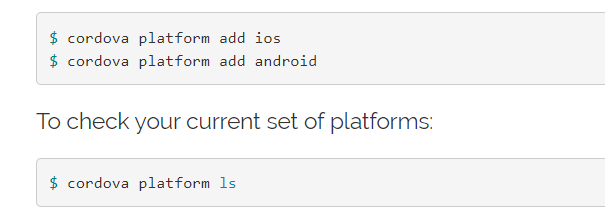 $ cordova platform add ios
$ cordova platform add android
To check your current set of platforms:
$ cordova platform ls